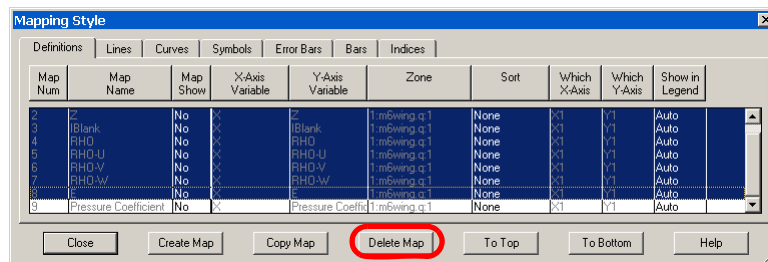 Mapping Style
Definitions Lines Curves Symbols Error Bars Bars Indices
Map Num Map Name Map Show X-Axis Variable Y-Axis Variable Zone Sort Which X-Axis Which Y-Axis Show in Legend
2 Z No X Z 1:m6wing.q:1 None X1 Y1 Auto
3 IBlank No X IBlank 1:m6wing.q:1 None X1 Y1 Auto
4 RHO No X RHO 1:m6wing.q:1 None X1 Y1 Auto
5 RHO-U No X RHO-U 1:m6wing.q:1 None X1 Y1 Auto
6 RHO-V No X RHO-V 1:m6wing.q:1 None X1 Y1 Auto
7 RHO-W No X RHO-W 1:m6wing.q:1 None X1 Y1 Auto
8 E No X E 1:m6wing.q:1 None X1 Y1 Auto
9 Pressure Coefficient No X Pressure Coeffic 1:m6wing.q:1 None X1 Y1 Auto
Close Create Map Copy Map Delete Map To Top To Bottom Help